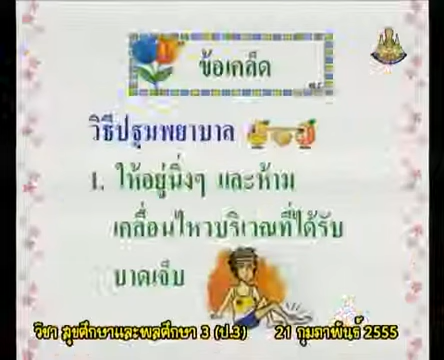 ข้อเคล็ด
วิธีปฐมพยาบาล
1. ให้อยู่นิ่งๆ และห้าม
เคลื่อนไหวบริเวณที่ได้รับ
บาดเจ็บ
วิชา สุขศึกษาและพลศึกษา 3 (ป.3) 21 กุมภาพันธ์ 2555